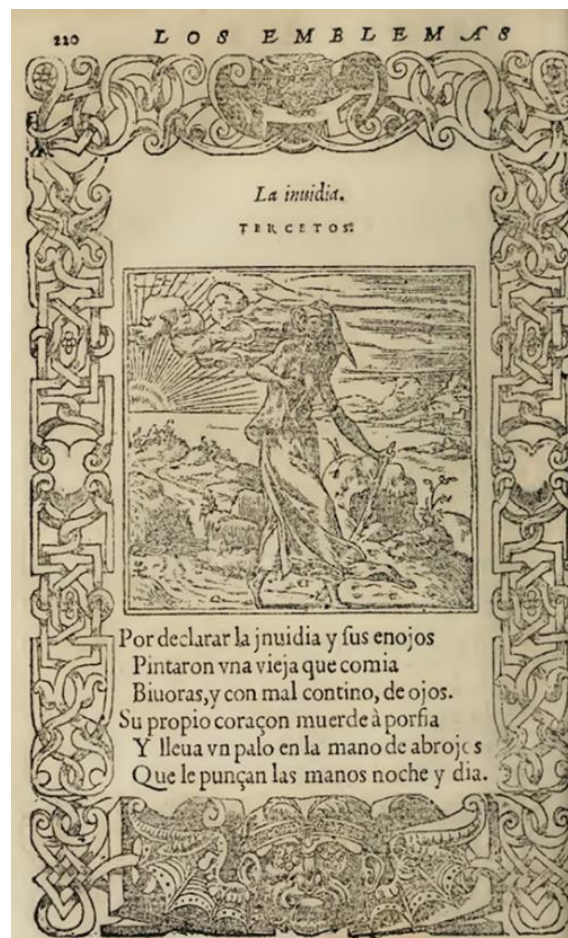 220 LOS EMBLEMAS
La inuidia.
TERCETOS.
Por declarar la jnuidia y ſus enojos
Pintaron vna vieja que comia
Biuoras, y con mal contino, de ojos.
Su propio coraçon muerde à porfia
Y lleua vn palo en la mano de abrojos
Que le punçan las manos noche y dia.